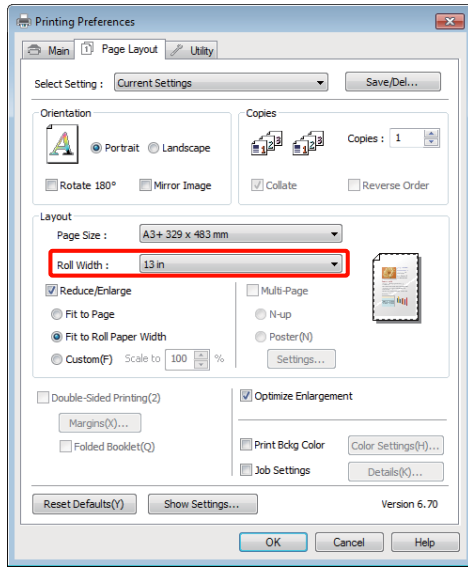 Printing Preferences
Main Page Layout Utility
Select Setting : Current Settings Save/Del...
Orientation Copies
A Portrait Landscape Copies : 1
Rotate 180° Mirror Image Collate Reverse Order
Layout
Page Size : A3+ 329 x 483 mm
Roll Width : 13 in
Reduce/Enlarge Multi-Page
Fit to Page N-up
Fit to Roll Paper Width Poster(N)
Custom(F) Scale to 100 % Settings...
Double-Sided Printing(2) Optimize Enlargement
Margins(X)...
Folded Booklet(Q) Print Bckg Color Color Settings(H)...
Job Settings Details(K)...
Reset Defaults(Y) Show Settings... Version 6.70
OK Cancel Help